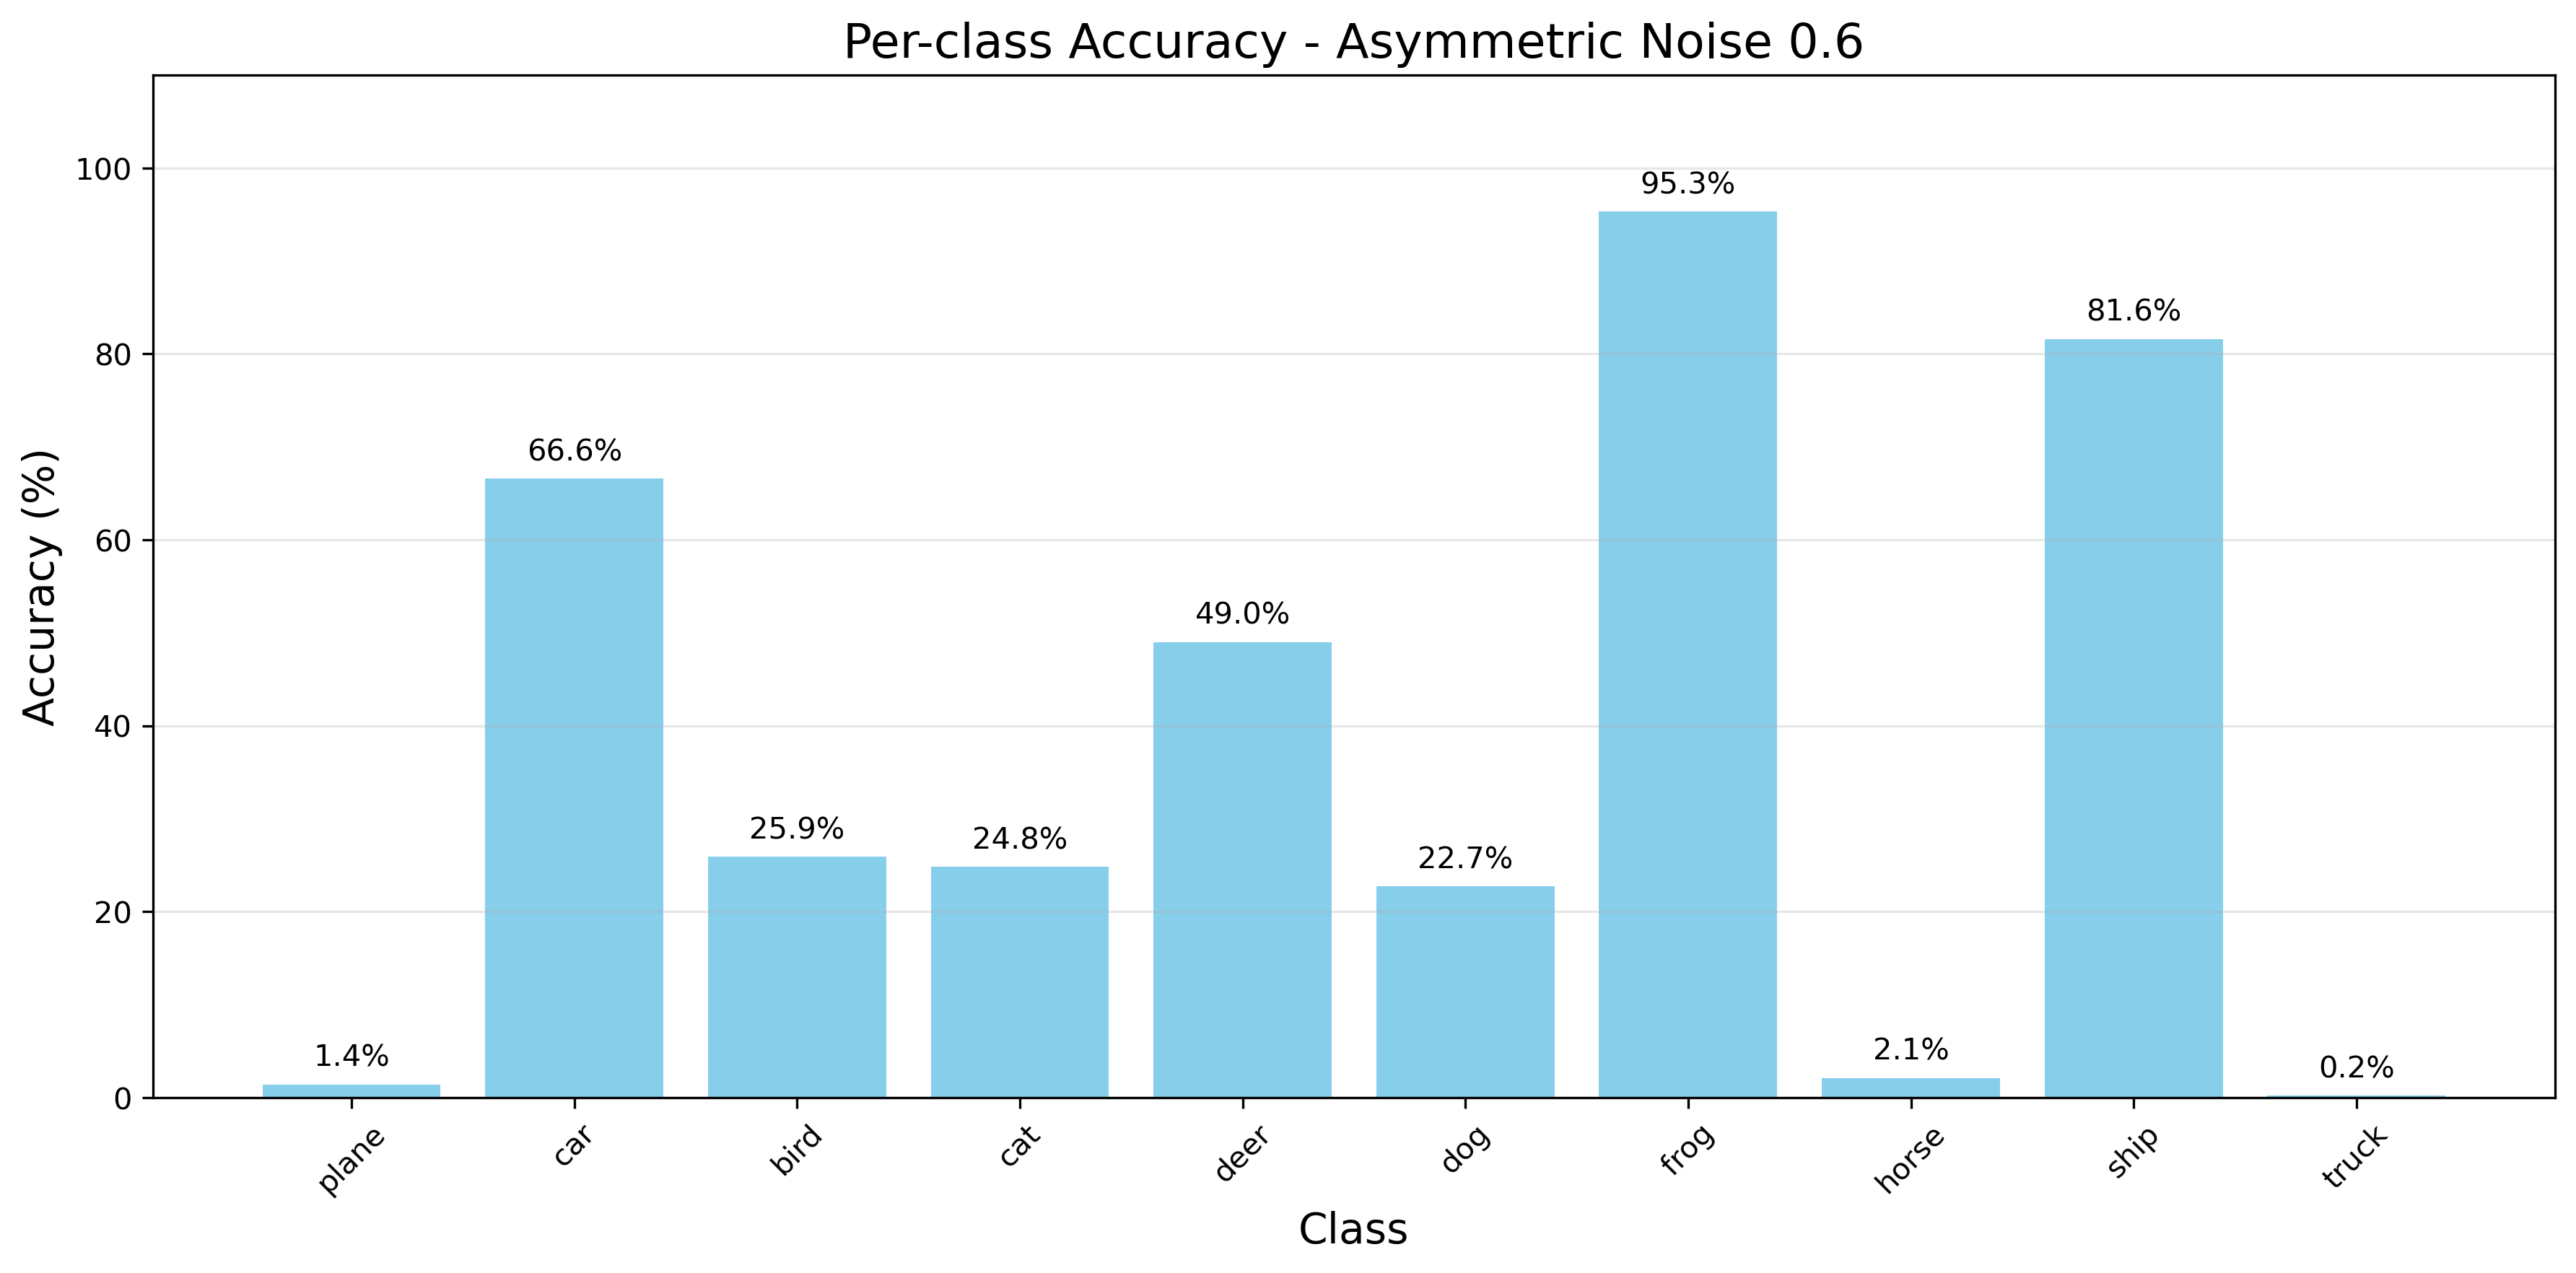 Per-class Accuracy - Asymmetric Noise 0.6
Accuracy (%)
100
80
60
40
20
0
1.4%
66.6%
25.9%
24.8%
49.0%
22.7%
95.3%
2.1%
81.6%
0.2%
plane
car
bird
cat
deer
dog
frog
horse
ship
truck
Class